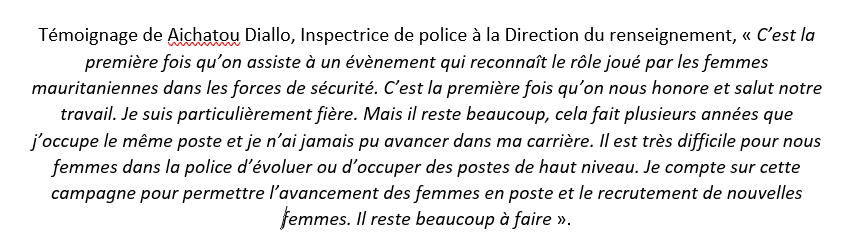 Témoignage de Aichatou Diallo, Inspectrice de police à la Direction du renseignement, « C’est la
première fois qu’on assiste à un évènement qui reconnaît le rôle joué par les femmes
mauritaniennes dans les forces de sécurité. C’est la première fois qu’on nous honore et salut notre
travail. Je suis particulièrement fière. Mais il reste beaucoup, cela fait plusieurs années que
j’occupe le même poste et je n’ai jamais pu avancer dans ma carrière. Il est très difficile pour nous
femmes dans la police d’évoluer ou d’occuper des postes de haut niveau. Je compte sur cette
campagne pour permettre l’avancement des femmes en poste et le recrutement de nouvelles
femmes. Il reste beaucoup à faire ».